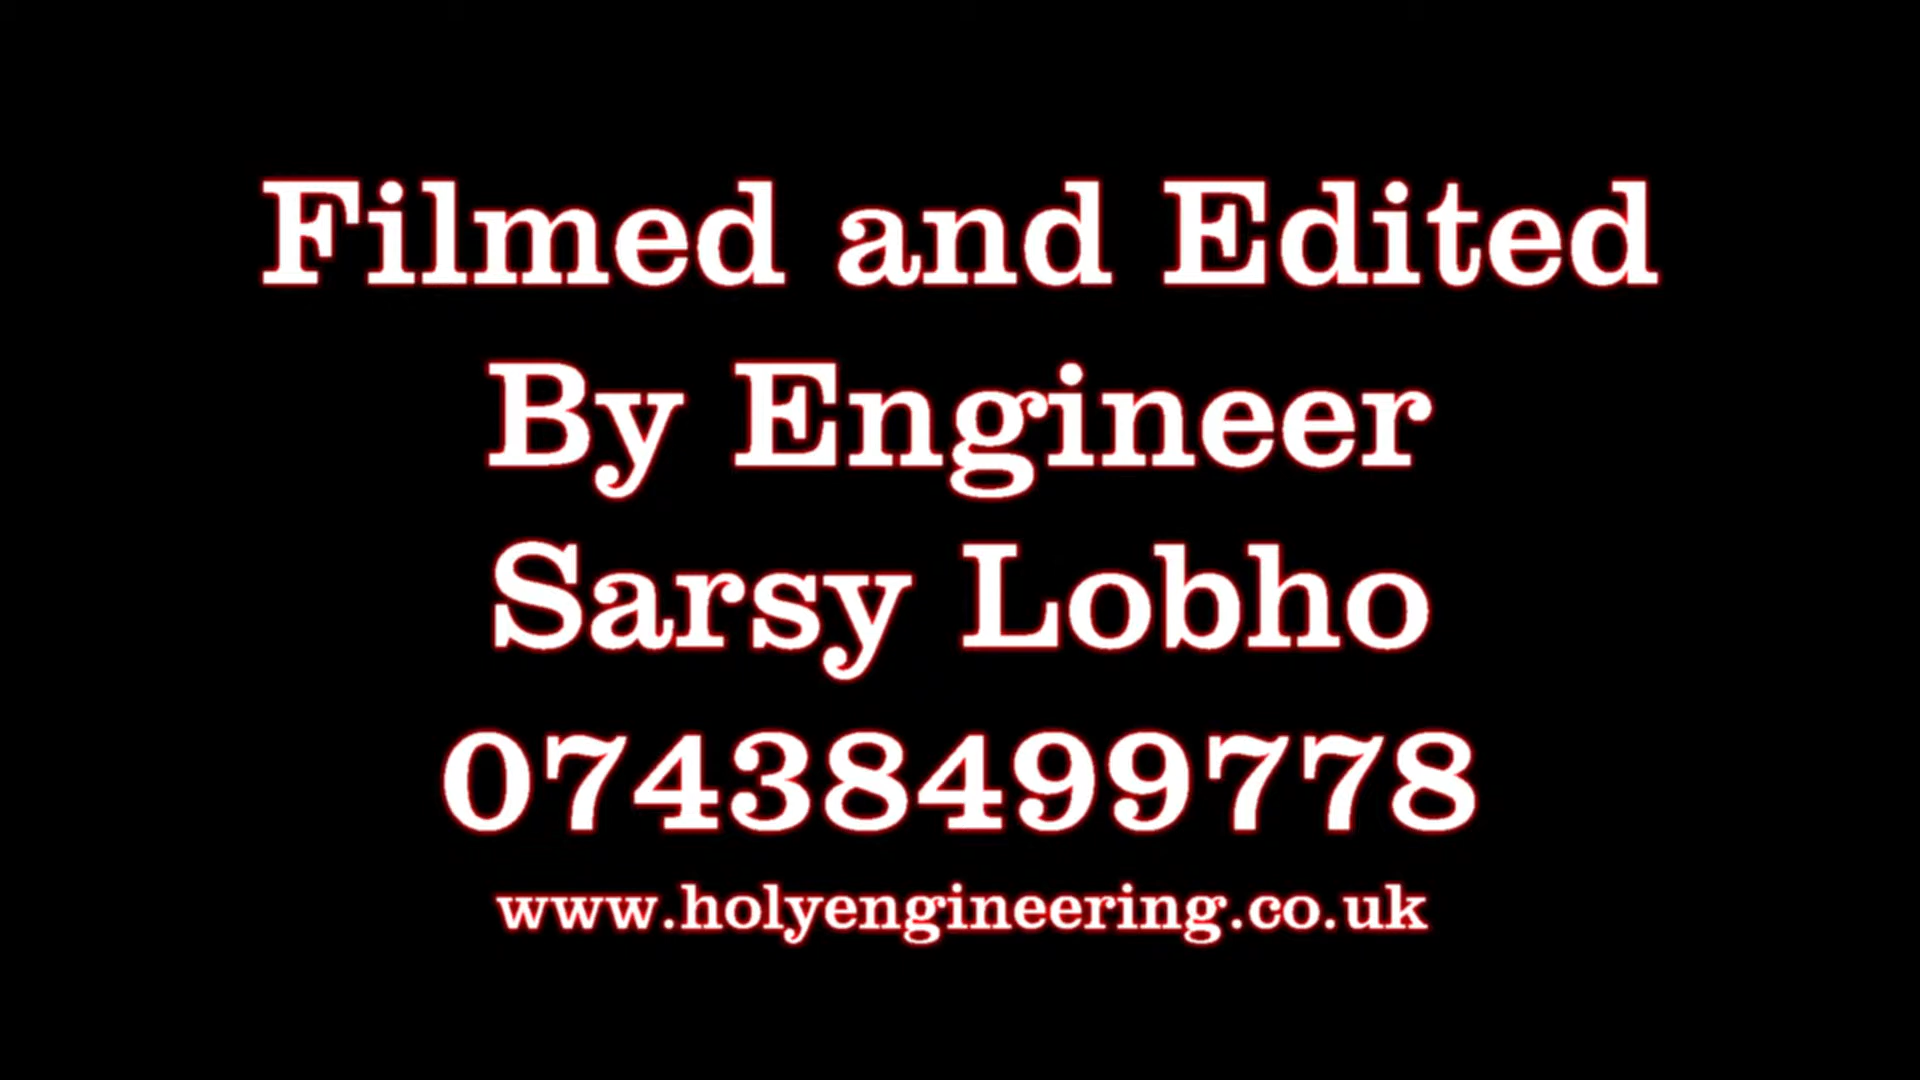 Filmed and Edited
By Engineer
Sarsy Lobho
07438499778
www.holyengineering.co.uk